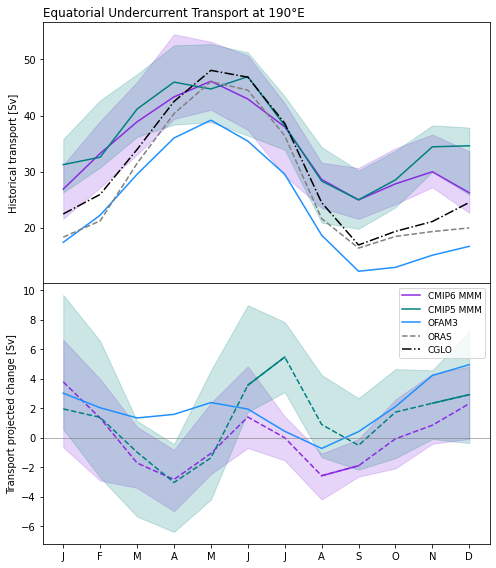 Equatorial Undercurrent Transport at 190°E
Historical transport [Sv]
50
40
30
20
Transport projected change [Sv]
10
8
6
4
2
0
−2
−4
−6
CMIP6 MMM
CMIP5 MMM
OFAM3
ORAS
CGLO
J F M A M J J A S O N D